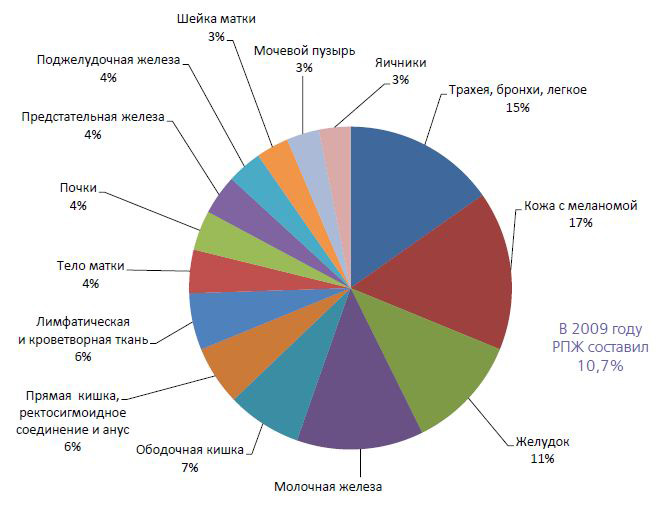 Шейка матки
3%
Мочевой пузырь
3%
Яичники
3%
Поджелудочная железа
4%
Трахея, бронхи, легкое
15%
Предстательная железа
4%
Почки
4%
Кожа с меланомой
17%
Тело матки
4%
Лимфатическая
и кроветворная ткань
6%
В 2009 году
РПЖ составил
10,7%
Прямая кишка,
ректосигмоидное
соединение и анус
6%
Ободочная кишка
7%
Желудок
11%
Молочная железа